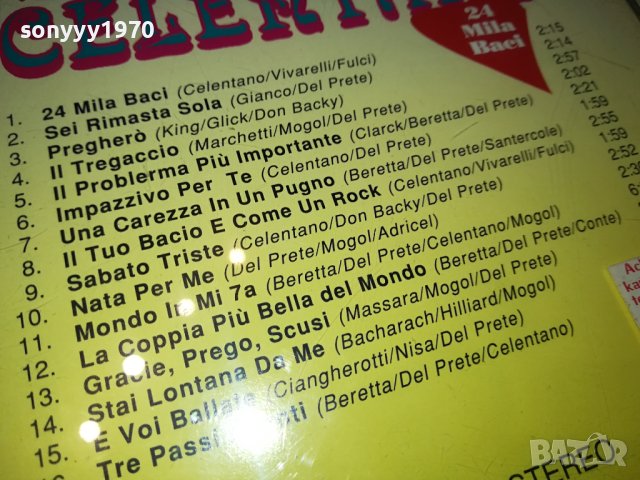 sonyyy1970
CELENTANO
24
Mila
Baci
1. 24 Mila Baci (Celentano/Vivarelli/Fulci) 2:15
2. Sei Rimasta Sola (Gianco/Del Prete) 2:14
3. Pregherò (King/Glick/Don Backy) 2:57
4. Il Tregaccio (Marchetti/Mogol/Del Prete) 2:02
5. Il Problerma Più Importante (Clarck/Beretta/Del Prete) 2:21
6. Impazzivo Per Te (Celentano/Del Prete) 1:59
7. Una Carezza In Un Pugno (Beretta/Del Prete/Santercole) 2:55
8. Il Tuo Bacio E Come Un Rock (Celentano/Vivarelli/Fulci) 1:59
9. Sabato Triste (Celentano/Don Backy/Del Prete) 2:52
10. Nata Per Me (Del Prete/Mogol/Adricel)
11. Mondo In Mi 7a (Beretta/Del Prete/Celentano/Mogol)
12. La Coppia Più Bella del Mondo (Beretta/Del Prete/Conte)
13. Gracie, Prego, Scusi (Massara/Mogol/Del Prete)
14. Stai Lontana Da Me (Bacharach/Hilliard/Mogol)
15. E Voi Ballate (Ciangherotti/Nisa/Del Prete)
Tre Passi (Beretta/Del Prete/Celentano)
STEREO
BAZAR